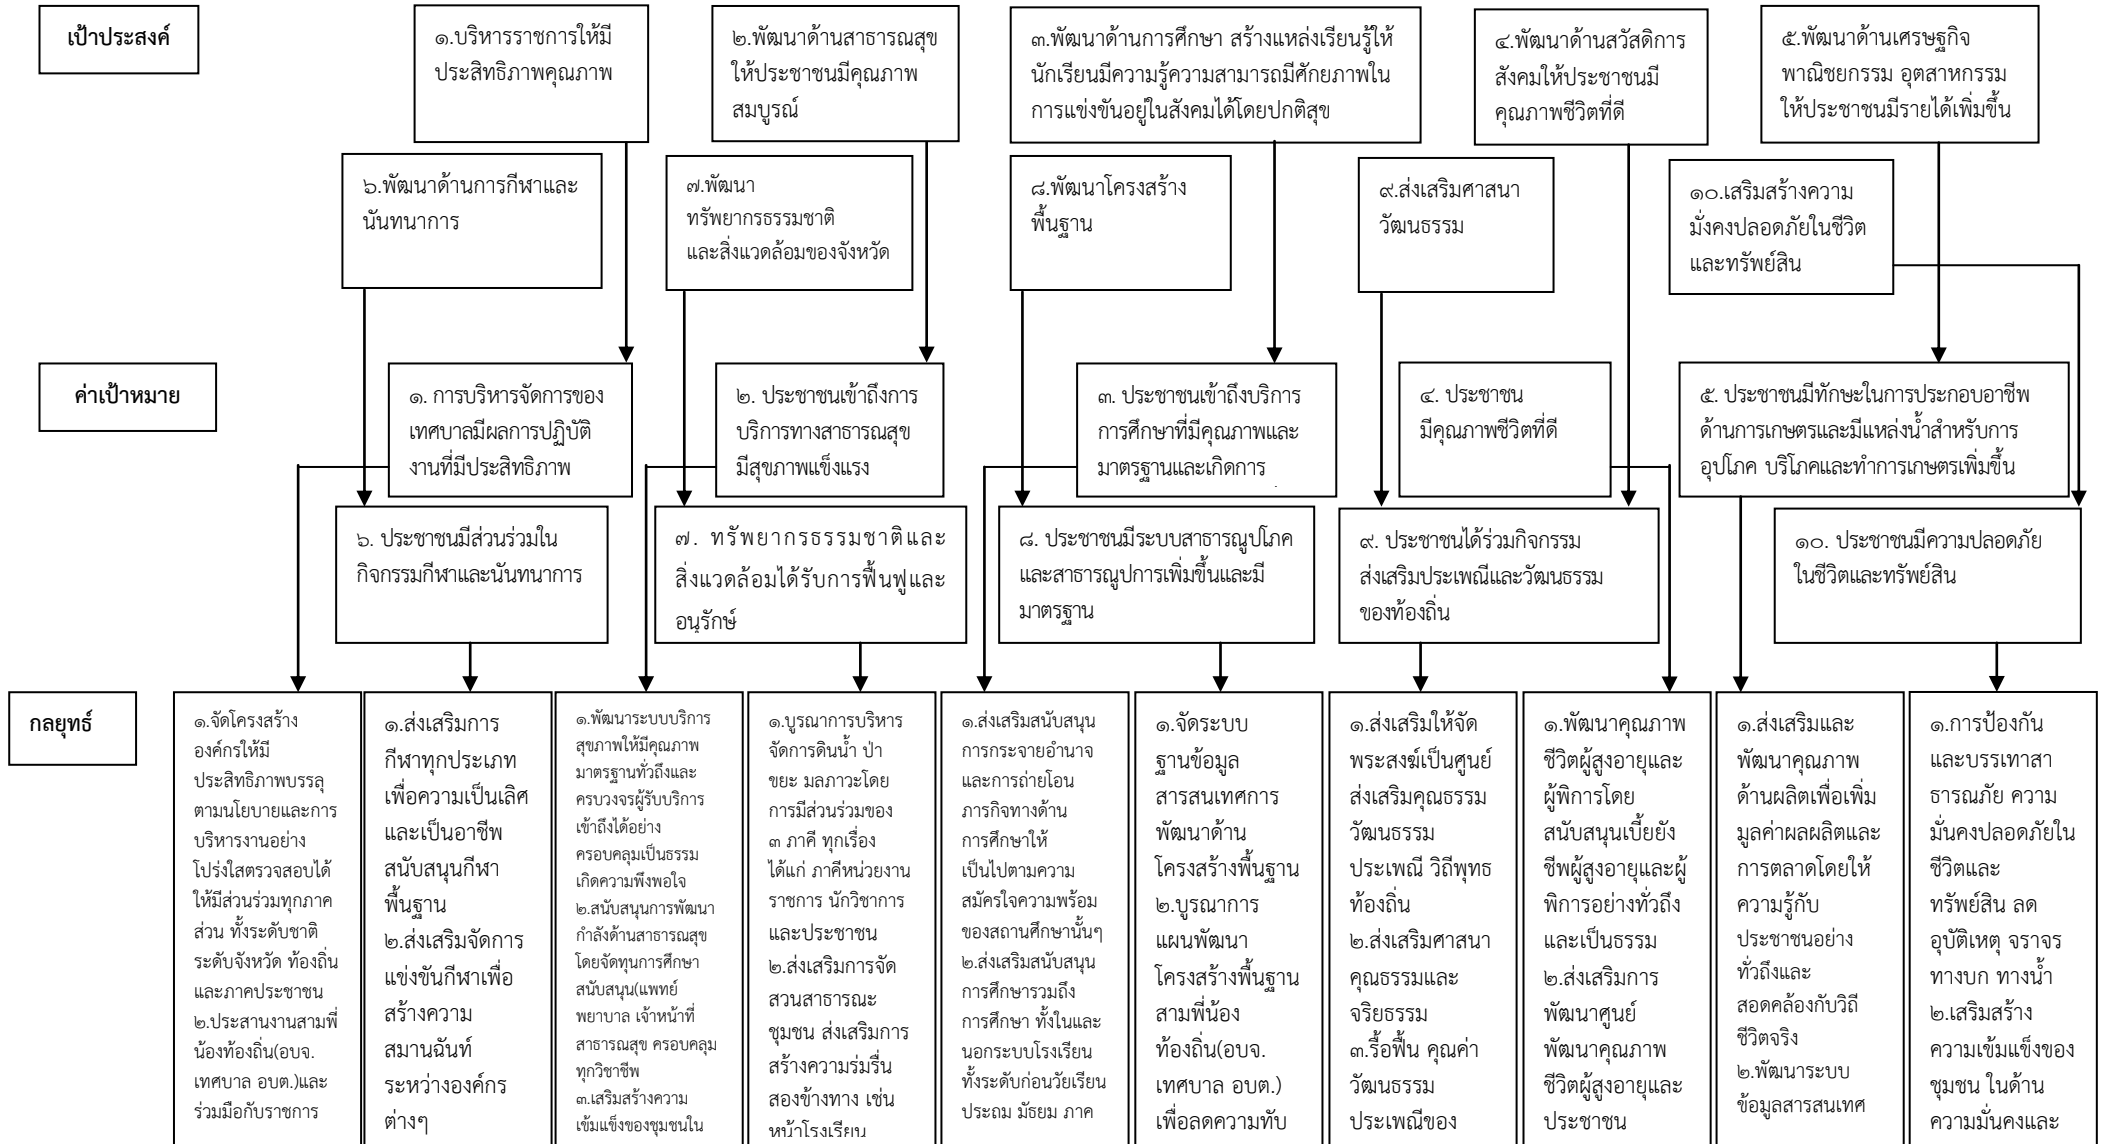 เป้าประสงค์
๑.บริหารราชการให้มี
ประสิทธิภาพคุณภาพ
๒.พัฒนาด้านสาธารณสุข
ให้ประชาชนมีคุณภาพ
สมบูรณ์
๓.พัฒนาด้านการศึกษา สร้างแหล่งเรียนรู้ให้
นักเรียนมีความรู้ความสามารถมีศักยภาพใน
การแข่งขันอยู่ในสังคมได้โดยปกติสุข
๔.พัฒนาด้านสวัสดิการ
สังคมให้ประชาชนมี
คุณภาพชีวิตที่ดี
๕.พัฒนาด้านเศรษฐกิจ
พาณิชยกรรม อุตสาหกรรม
ให้ประชาชนมีรายได้เพิ่มขึ้น
๖.พัฒนาด้านการกีฬาและ
นันทนาการ
๗.พัฒนา
ทรัพยากรธรรมชาติ
และสิ่งแวดล้อมของจังหวัด
๘.พัฒนาโครงสร้าง
พื้นฐาน
๙.ส่งเสริมศาสนา
วัฒนธรรม
๑๐.เสริมสร้างความ
มั่งคงปลอดภัยในชีวิต
และทรัพย์สิน
ค่าเป้าหมาย
๑. การบริหารจัดการของ
เทศบาลมีผลการปฏิบัติ
งานที่มีประสิทธิภาพ
๒. ประชาชนเข้าถึงการ
บริการทางสาธารณสุข
มีสุขภาพแข็งแรง
๓. ประชาชนเข้าถึงบริการ
การศึกษาที่มีคุณภาพและ
มาตรฐานและเกิดการ
๔. ประชาชน
มีคุณภาพชีวิตที่ดี
๕. ประชาชนมีทักษะในการประกอบอาชีพ
ด้านการเกษตรและมีแหล่งน้ำสำหรับการ
อุปโภค บริโภคและทำการเกษตรเพิ่มขึ้น
๖. ประชาชนมีส่วนร่วมใน
กิจกรรมกีฬาและนันทนาการ
๗. ทรัพยากรธรรมชาติและ
สิ่งแวดล้อมได้รับการฟื้นฟูและ
อนุรักษ์
๘. ประชาชนมีระบบสาธารณูปโภค
และสาธารณูปการเพิ่มขึ้นและมี
มาตรฐาน
๙. ประชาชนได้ร่วมกิจกรรม
ส่งเสริมประเพณีและวัฒนธรรม
ของท้องถิ่น
๑๐. ประชาชนมีความปลอดภัย
ในชีวิตและทรัพย์สิน
กลยุทธ์
๑.จัดโครงสร้าง
องค์กรให้มี
ประสิทธิภาพบรรลุ
ตามนโยบายและการ
บริหารงานอย่าง
โปร่งใสตรวจสอบได้
ให้มีส่วนร่วมทุกภาค
ส่วน ทั้งระดับชาติ
ระดับจังหวัด ท้องถิ่น
และภาคประชาชน
๒.ประสานงานสามพี่
น้องท้องถิ่น(อบจ.
เทศบาล อบต.)และ
ร่วมมือกับราชการ
๑.ส่งเสริมการ
กีฬาทุกประเภท
เพื่อความเป็นเลิศ
และเป็นอาชีพ
สนับสนุนกีฬา
พื้นฐาน
๒.ส่งเสริมจัดการ
แข่งขันกีฬาเพื่อ
สร้างความ
สมานฉันท์
ระหว่างองค์กร
ต่างๆ
๑.พัฒนาระบบบริการ
สุขภาพให้มีคุณภาพ
มาตรฐานทั่วถึงและ
ครบวงจรผู้รับบริการ
เข้าถึงได้อย่าง
ครอบคลุมเป็นธรรม
เกิดความพึงพอใจ
๒.สนับสนุนการพัฒนา
กำลังด้านสาธารณสุข
โดยจัดทุนการศึกษา
สนับสนุน(แพทย์
พยาบาล เจ้าหน้าที่
สาธารณสุข ครอบคลุม
ทุกวิชาชีพ
๓.เสริมสร้างความ
เข้มแข็งของชุมชนใน
๑.บูรณาการบริหาร
จัดการดินน้ำ ป่า
ขยะ มลภาวะโดย
การมีส่วนร่วมของ
๓ ภาคี ทุกเรื่อง
ได้แก่ ภาคีหน่วยงาน
ราชการ นักวิชาการ
และประชาชน
๒.ส่งเสริมการจัด
สวนสาธารณะ
ชุมชน ส่งเสริมการ
สร้างความร่มรื่น
สองข้างทาง เช่น
หน้าโรงเรียน
๑.ส่งเสริมสนับสนุน
การกระจายอำนาจ
และการถ่ายโอน
ภารกิจทางด้าน
การศึกษาให้
เป็นไปตามความ
สมัครใจความพร้อม
ของสถานศึกษานั้นๆ
๒.ส่งเสริมสนับสนุน
การศึกษารวมถึง
การศึกษา ทั้งในและ
นอกระบบโรงเรียน
ทั้งระดับก่อนวัยเรียน
ประถม มัธยม ภาค
๑.จัดระบบ
ฐานข้อมูล
สารสนเทศการ
พัฒนาด้าน
โครงสร้างพื้นฐาน
๒.บูรณาการ
แผนพัฒนา
โครงสร้างพื้นฐาน
สามพี่น้อง
ท้องถิ่น(อบจ.
เทศบาล อบต.)
เพื่อลดความทับ
๑.ส่งเสริมให้จัด
พระสงฆ์เป็นศูนย์
ส่งเสริมคุณธรรม
วัฒนธรรม
ประเพณี วิถีพุทธ
ท้องถิ่น
๒.ส่งเสริมศาสนา
คุณธรรมและ
จริยธรรม
๓.รื้อฟื้น คุณค่า
วัฒนธรรม
ประเพณีของ
๑.พัฒนาคุณภาพ
ชีวิตผู้สูงอายุและ
ผู้พิการโดย
สนับสนุนเบี้ยยัง
ชีพผู้สูงอายุและผู้
พิการอย่างทั่วถึง
และเป็นธรรม
๒.ส่งเสริมการ
พัฒนาศูนย์
พัฒนาคุณภาพ
ชีวิตผู้สูงอายุและ
ประชาชน
๑.ส่งเสริมและ
พัฒนาคุณภาพ
ด้านผลิตเพื่อเพิ่ม
มูลค่าผลผลิตและ
การตลาดโดยให้
ความรู้กับ
ประชาชนอย่าง
ทั่วถึงและ
สอดคล้องกับวิถี
ชีวิตจริง
๒.พัฒนาระบบ
ข้อมูลสารสนเทศ
๑.การป้องกัน
และบรรเทาสา
ธารณภัย ความ
มั่นคงปลอดภัยใน
ชีวิตและ
ทรัพย์สิน ลด
อุบัติเหตุ จราจร
ทางบก ทางน้ำ
๒.เสริมสร้าง
ความเข้มแข็งของ
ชุมชน ในด้าน
ความมั่นคงและ